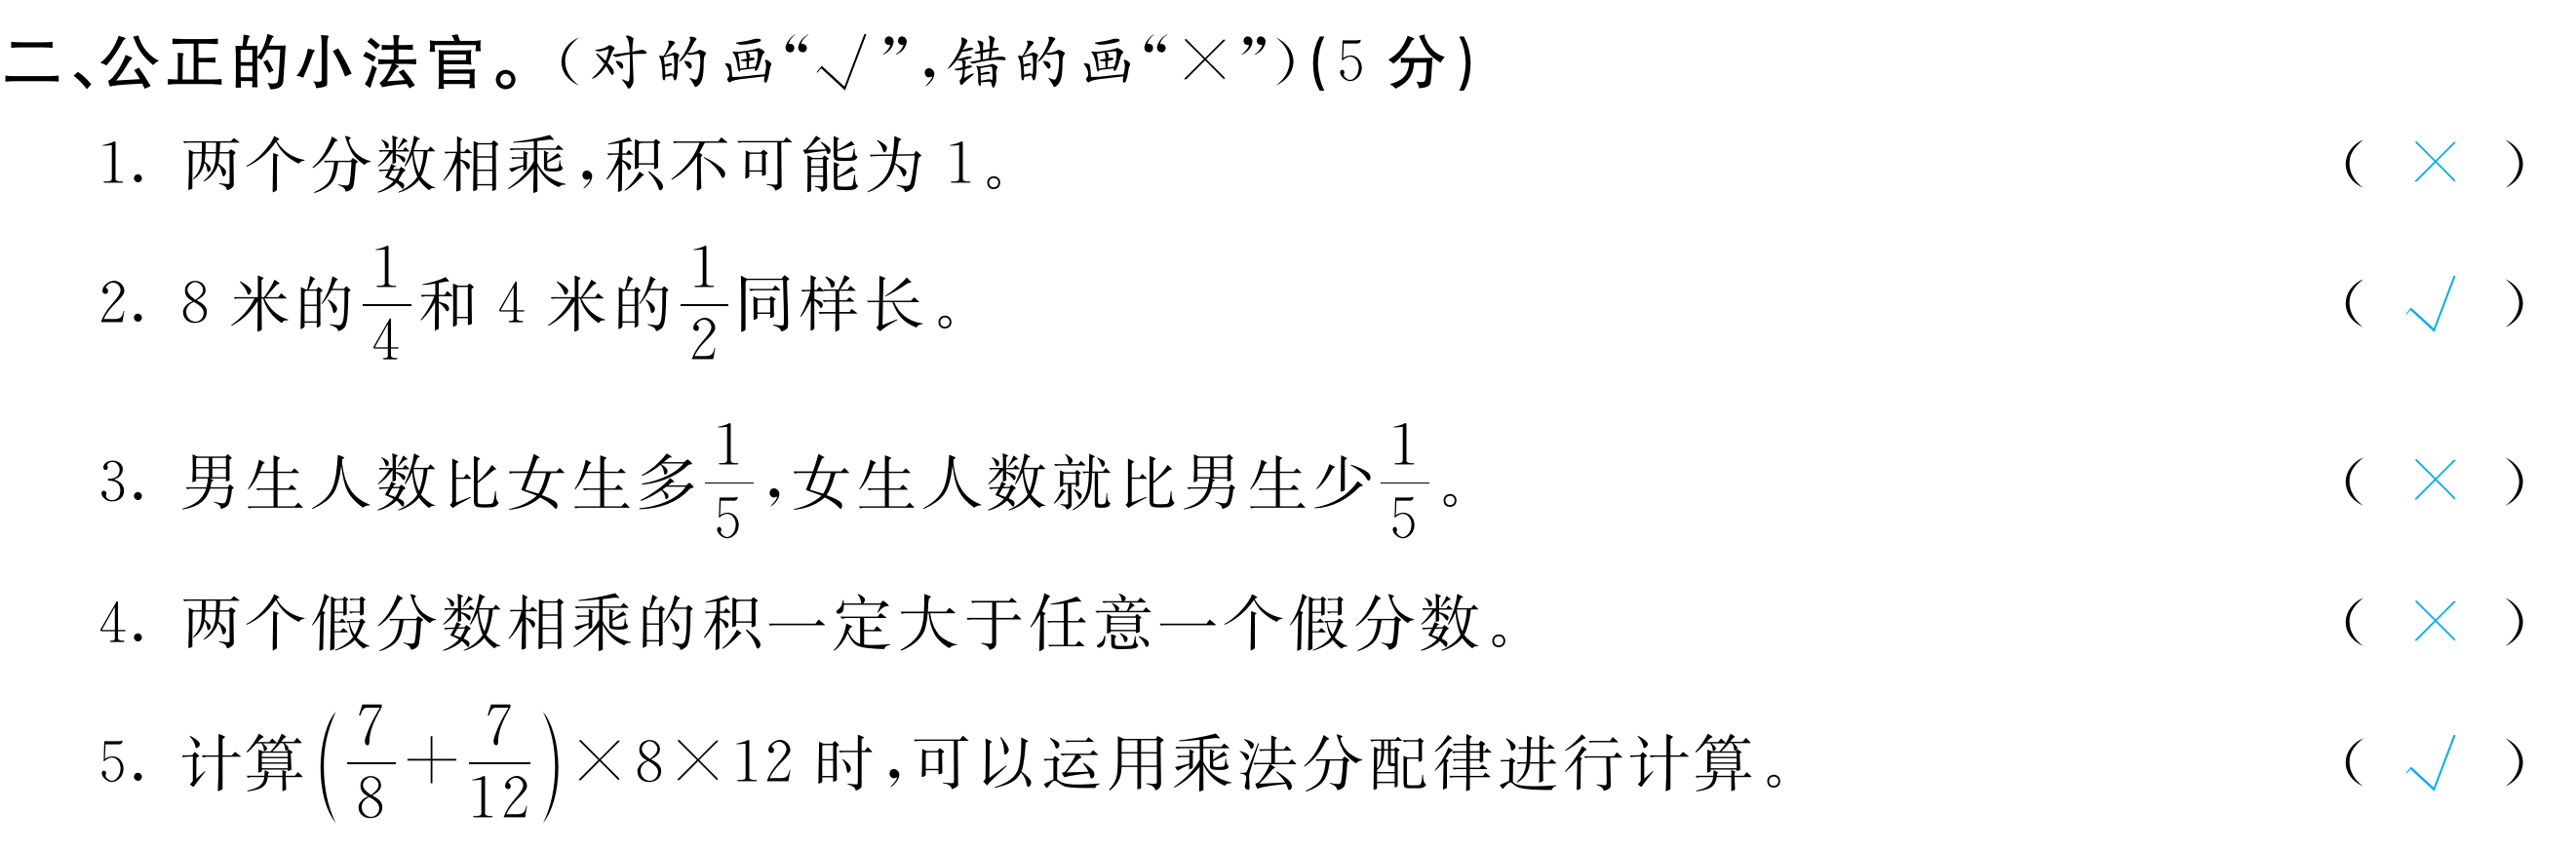 二、公正的小法官。(对的画“√”,错的画“×”)(5 分)
1. 两个分数相乘,积不可能为 1。 ( × )
2. 8 米的1/4和 4 米的1/2同样长。 ( √ )
3. 男生人数比女生多1/5,女生人数就比男生少1/5。 ( × )
4. 两个假分数相乘的积一定大于任意一个假分数。 ( × )
5. 计算(7/8+7/12)×8×12 时,可以运用乘法分配律进行计算。 ( √ )